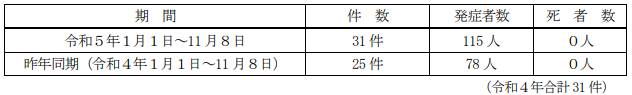 期 間 件 数 発症者数 死 者 数
令和５年１月１日～11月８日 31件 115人 ０人
昨年同期（令和４年１月１日～11月８日） 25件 78人 ０人
（令和４年合計31件）